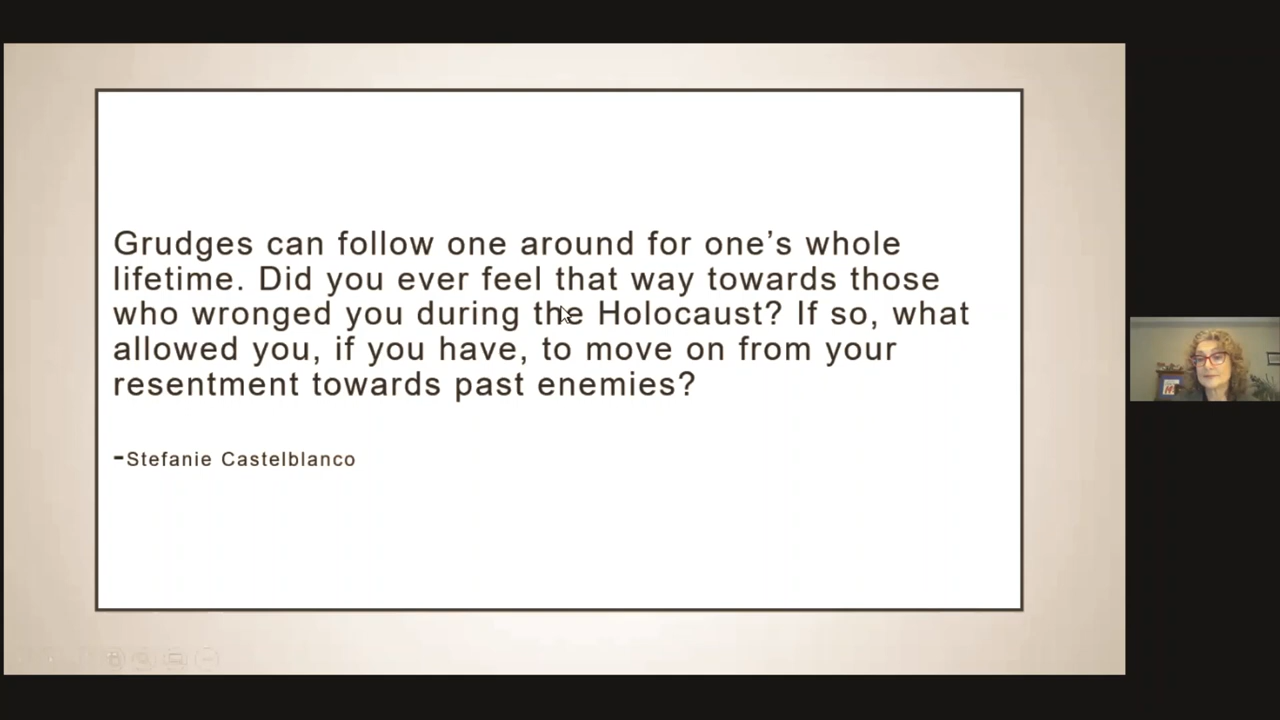 Grudges can follow one around for one's whole
lifetime. Did you ever feel that way towards those
who wronged you during the Holocaust? If so, what
allowed you, if you have, to move on from your
resentment towards past enemies?
-Stefanie Castelblanco